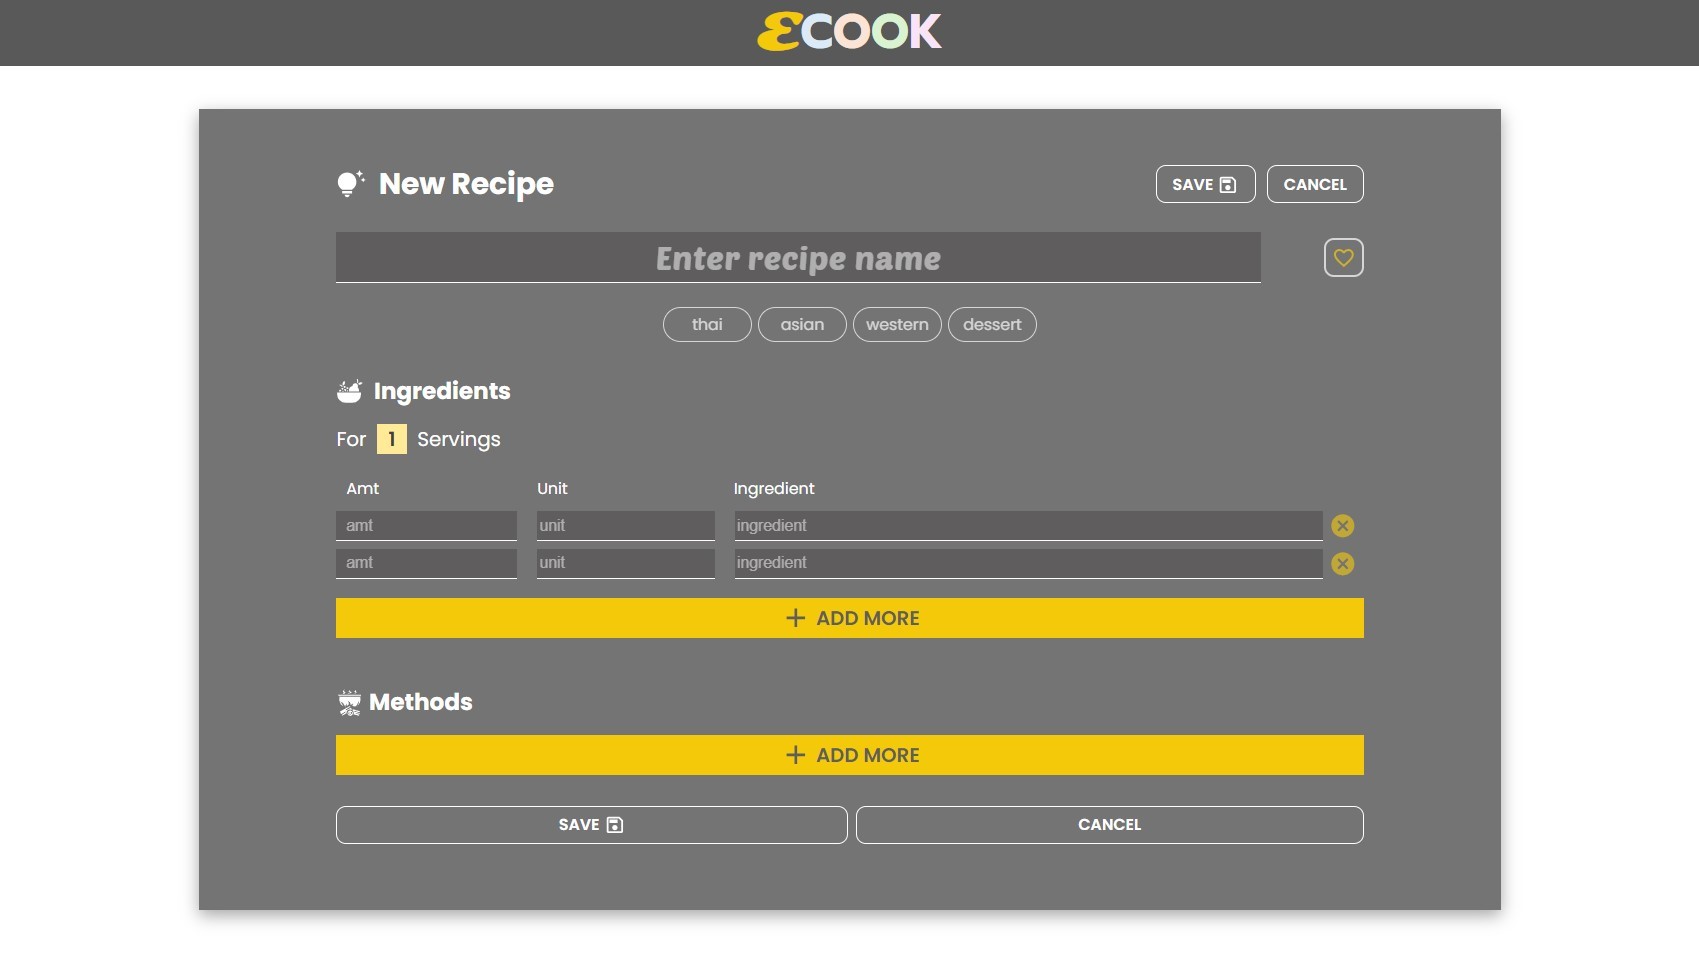 ECOOK
New Recipe
SAVE CANCEL
Enter recipe name
thai asian western dessert
Ingredients
For 1 Servings
Amt Unit Ingredient
amt unit ingredient
amt unit ingredient
+ ADD MORE
Methods
+ ADD MORE
SAVE CANCEL